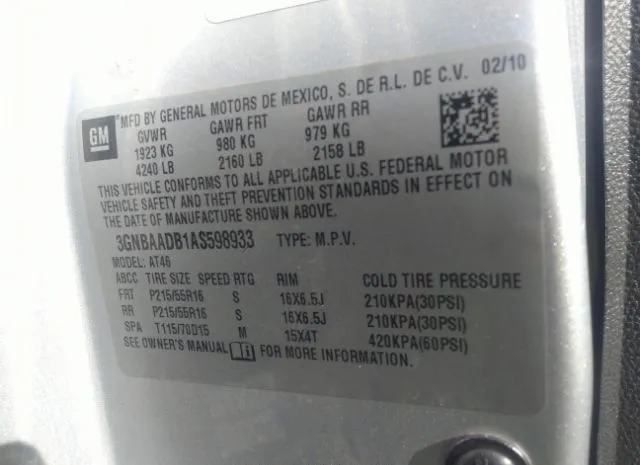 MFD BY GENERAL MOTORS DE MEXICO, S. DE R.L. DE C.V. 02/10
GM
GVWR GAWR FRT GAWR RR
1923 KG 980 KG 979 KG
4240 LB 2160 LB 2158 LB
THIS VEHICLE CONFORMS TO ALL APPLICABLE U.S. FEDERAL MOTOR
VEHICLE SAFETY AND THEFT PREVENTION STANDARDS IN EFFECT ON
THE DATE OF MANUFACTURE SHOWN ABOVE.
3GNBAADB1AS598933 TYPE: M.P.V.
MODEL: AT46
ABCC TIRE SIZE SPEED RTG RIM COLD TIRE PRESSURE
FRT P215/55R16 S 16X6.5J 210KPA(30PSI)
RR P215/55R16 S 16X6.5J 210KPA(30PSI)
SPA T115/70D15 M 15X4T 420KPA(60PSI)
SEE OWNER'S MANUAL FOR MORE INFORMATION.